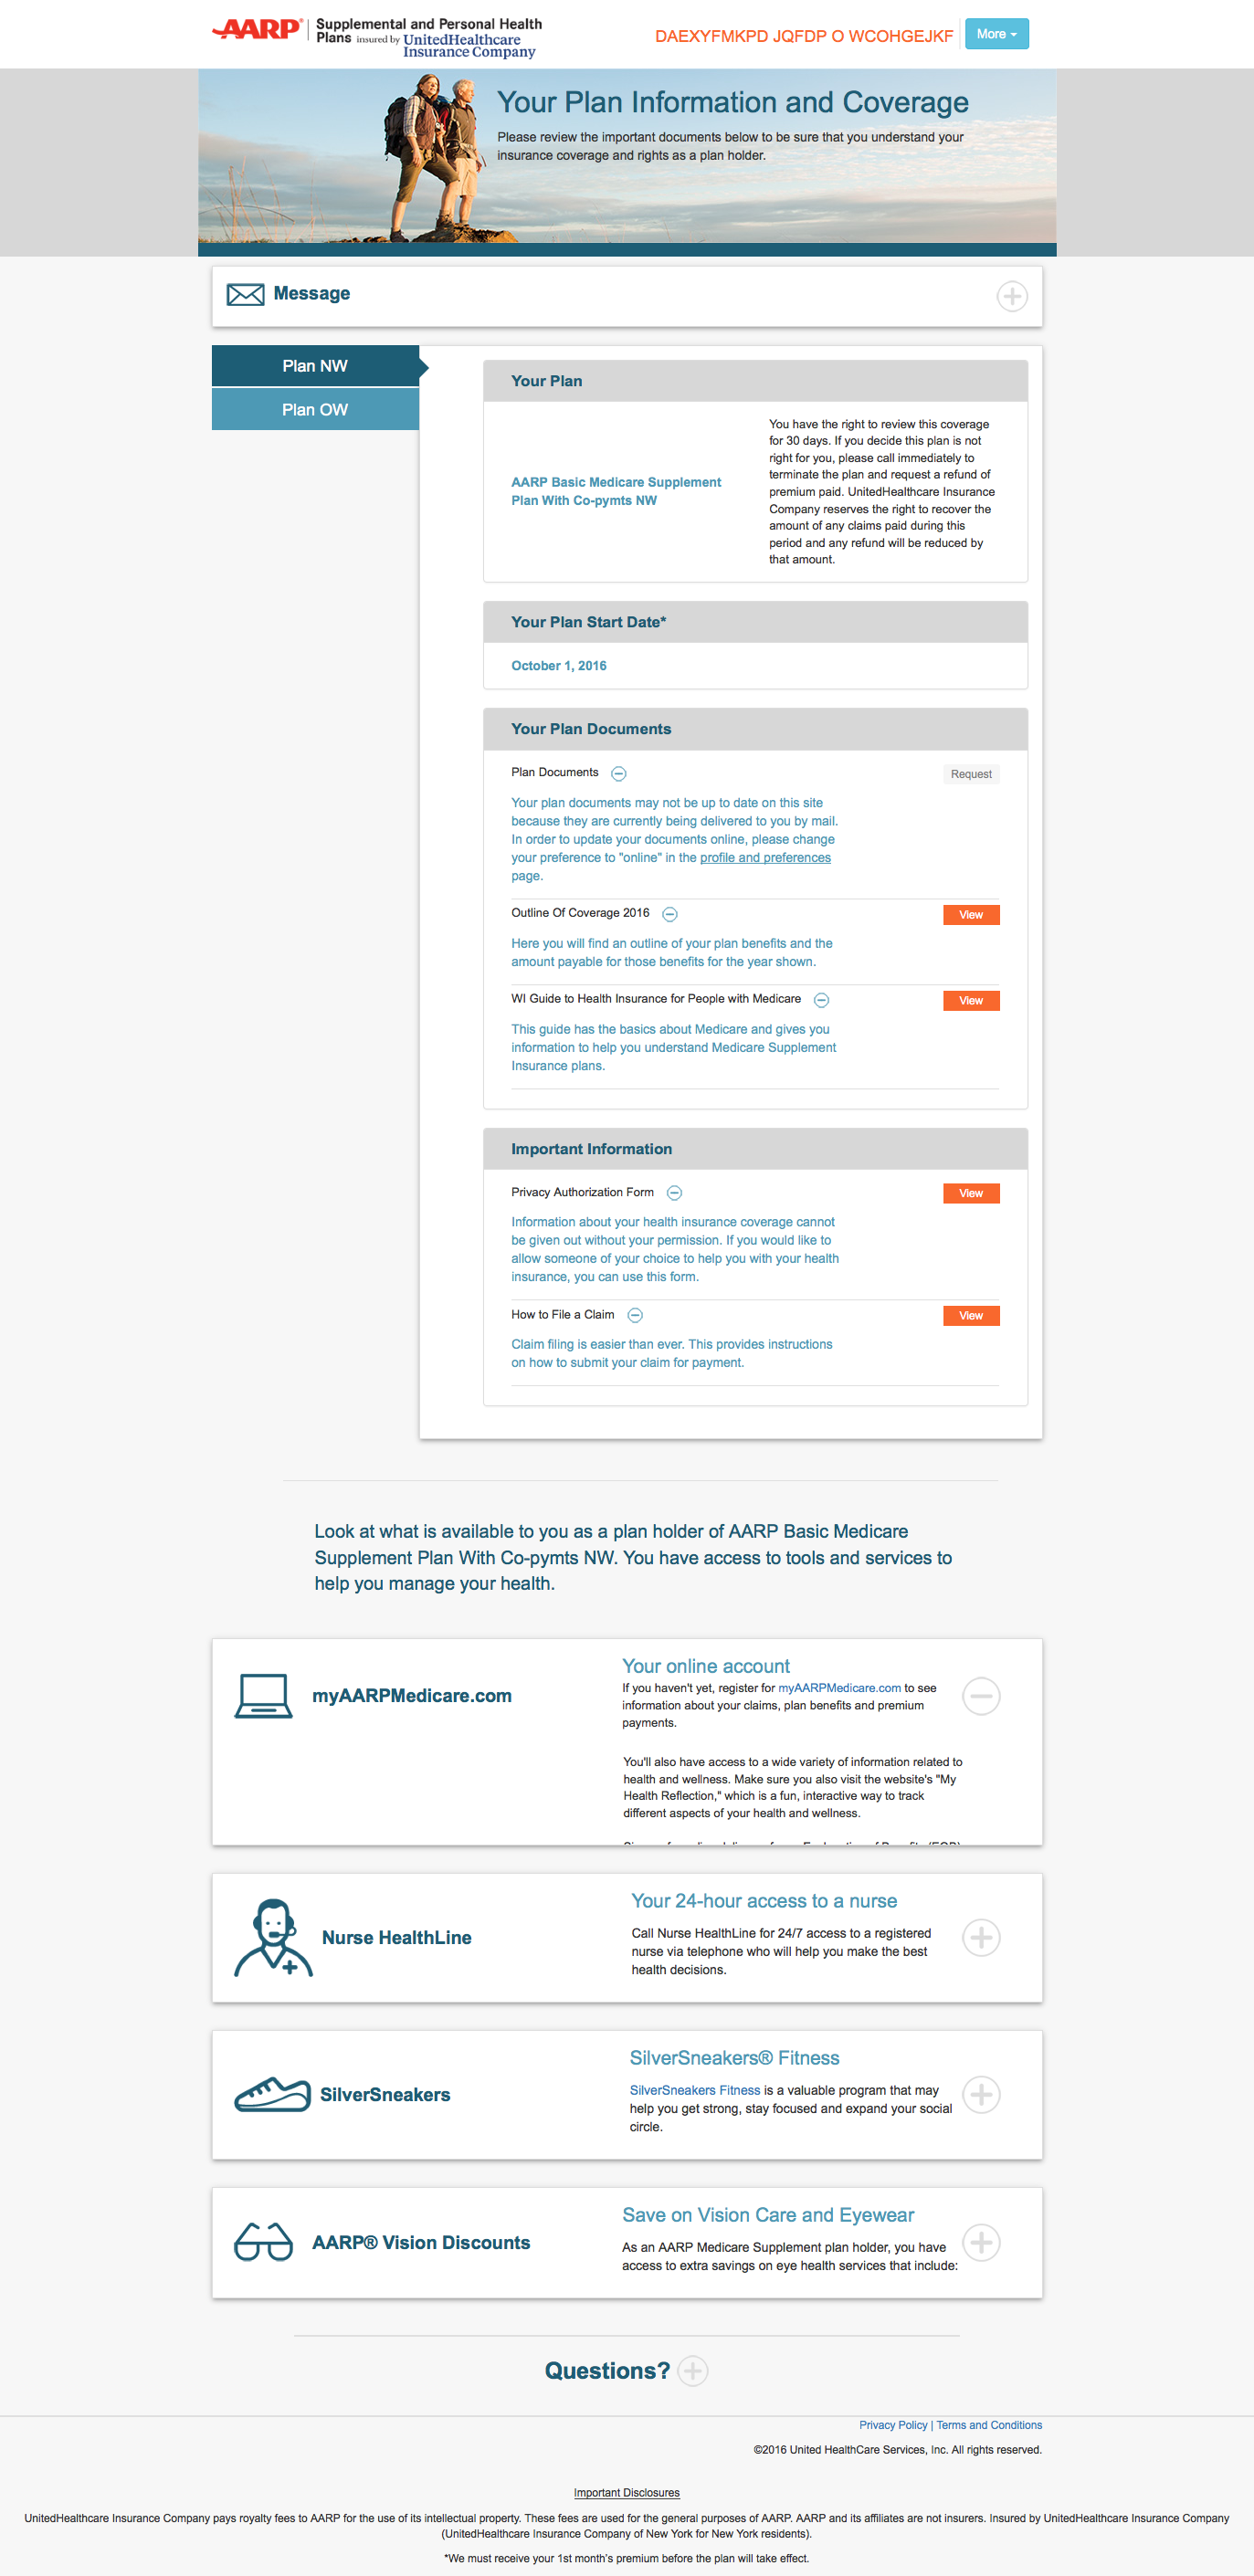 AARP® Supplemental and Personal Health
Plans insured by UnitedHealthcare
Insurance Company
DAEXYFMKPD JQFDP O WCOHGEJKF
More
Your Plan Information and Coverage
Please review the important documents below to be sure that you understand your
insurance coverage and rights as a plan holder.
Message
Plan NW
Plan OW
Your Plan
AARP Basic Medicare Supplement
Plan With Co-pymts NW
You have the right to review this coverage
for 30 days. If you decide this plan is not
right for you, please call immediately to
terminate the plan and request a refund of
premium paid. UnitedHealthcare Insurance
Company reserves the right to recover the
amount of any claims paid during this
period and any refund will be reduced by
that amount.
Your Plan Start Date*
October 1, 2016
Your Plan Documents
Plan Documents
Request
Your plan documents may not be up to date on this site
because they are currently being delivered to you by mail.
In order to update your documents online, please change
your preference to "online" in the profile and preferences
page.
Outline Of Coverage 2016
View
Here you will find an outline of your plan benefits and the
amount payable for those benefits for the year shown.
WI Guide to Health Insurance for People with Medicare
View
This guide has the basics about Medicare and gives you
information to help you understand Medicare Supplement
Insurance plans.
Important Information
Privacy Authorization Form
View
Information about your health insurance coverage cannot
be given out without your permission. If you would like to
allow someone of your choice to help you with your health
insurance, you can use this form.
How to File a Claim
View
Claim filing is easier than ever. This provides instructions
on how to submit your claim for payment.
Look at what is available to you as a plan holder of AARP Basic Medicare
Supplement Plan With Co-pymts NW. You have access to tools and services to
help you manage your health.
myAARPMedicare.com
Your online account
If you haven't yet, register for myAARPMedicare.com to see
information about your claims, plan benefits and premium
payments.
You'll also have access to a wide variety of information related to
health and wellness. Make sure you also visit the website's "My
Health Reflection," which is a fun, interactive way to track
different aspects of your health and wellness.
Nurse HealthLine
Your 24-hour access to a nurse
Call Nurse HealthLine for 24/7 access to a registered
nurse via telephone who will help you make the best
health decisions.
SilverSneakers
SilverSneakers® Fitness
SilverSneakers Fitness is a valuable program that may
help you get strong, stay focused and expand your social
circle.
AARP® Vision Discounts
Save on Vision Care and Eyewear
As an AARP Medicare Supplement plan holder, you have
access to extra savings on eye health services that include:
Questions?
Privacy Policy | Terms and Conditions
©2016 United HealthCare Services, Inc. All rights reserved.
Important Disclosures
UnitedHealthcare Insurance Company pays royalty fees to AARP for the use of its intellectual property. These fees are used for the general purposes of AARP. AARP and its affiliates are not insurers. Insured by UnitedHealthcare Insurance Company
(UnitedHealthcare Insurance Company of New York for New York residents).
*We must receive your 1st month's premium before the plan will take effect.